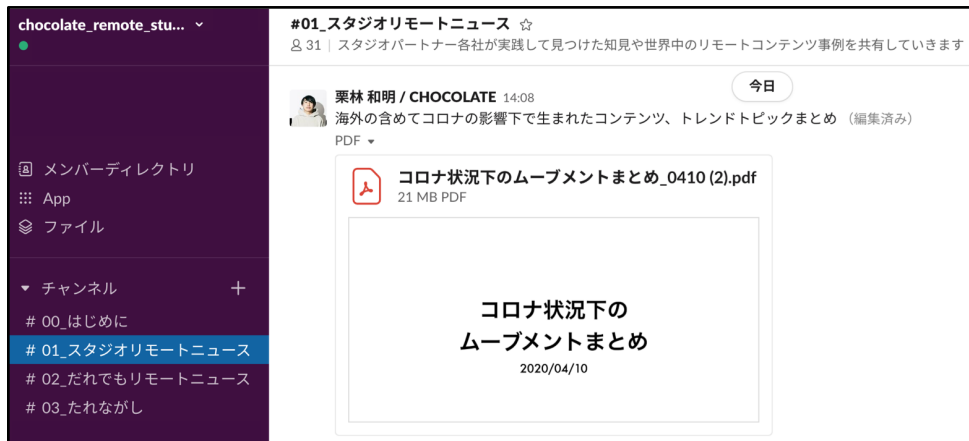 chocolate_remote_stu...
メンバーディレクトリ
App
ファイル
チャンネル
# 00_はじめに
# 01_スタジオリモートニュース
# 02_だれでもリモートニュース
# 03_たれながし
#01_スタジオリモートニュース
31 | スタジオパートナー各社が実践して見つけた知見や世界中のリモートコンテンツ事例を共有していきます
今日
栗林 和明 / CHOCOLATE 14:08
海外の含めてコロナの影響下で生まれたコンテンツ、トレンドトピックまとめ （編集済み）
PDF
コロナ状況下のムーブメントまとめ_0410 (2).pdf
21 MB PDF
コロナ状況下の
ムーブメントまとめ
2020/04/10